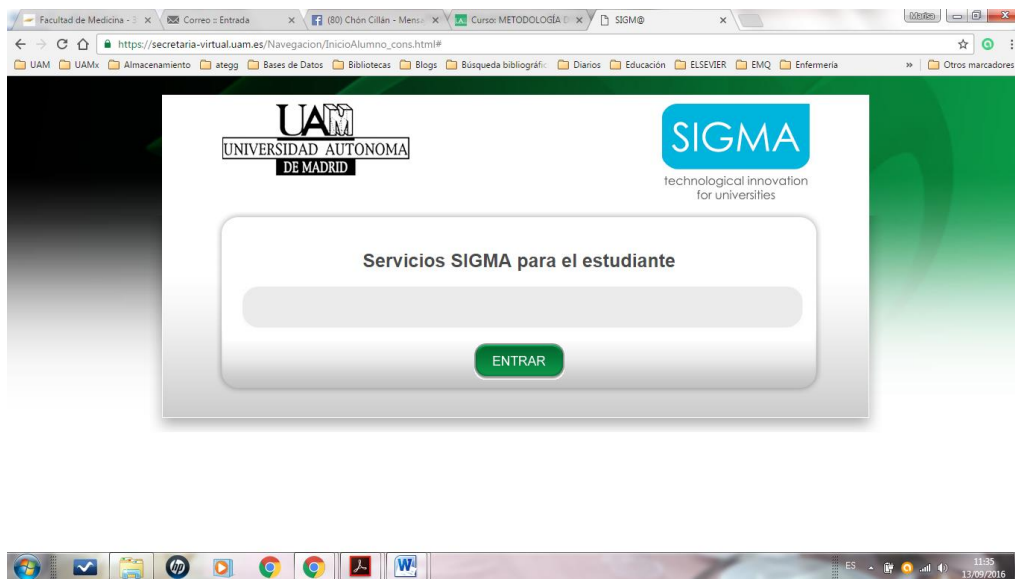 Facultad de Medicina - 3
Correo :: Entrada
(80) Chón Cillán - Mensa
Curso: METODOLOGÍA D
SIGM@
Marisa
https://secretaria-virtual.uam.es/Navegacion/InicioAlumno_cons.html#
UAM
UAMx
Almacenamiento
ategg
Bases de Datos
Bibliotecas
Blogs
Búsqueda bibliográfic
Diarios
Educación
ELSEVIER
EMQ
Enfermería
»
Otros marcadores
UAM
UNIVERSIDAD AUTONOMA
DE MADRID
SIGMA
technological innovation
for universities
Servicios SIGMA para el estudiante
ENTRAR
hp
W
ES
11:35
13/09/2016